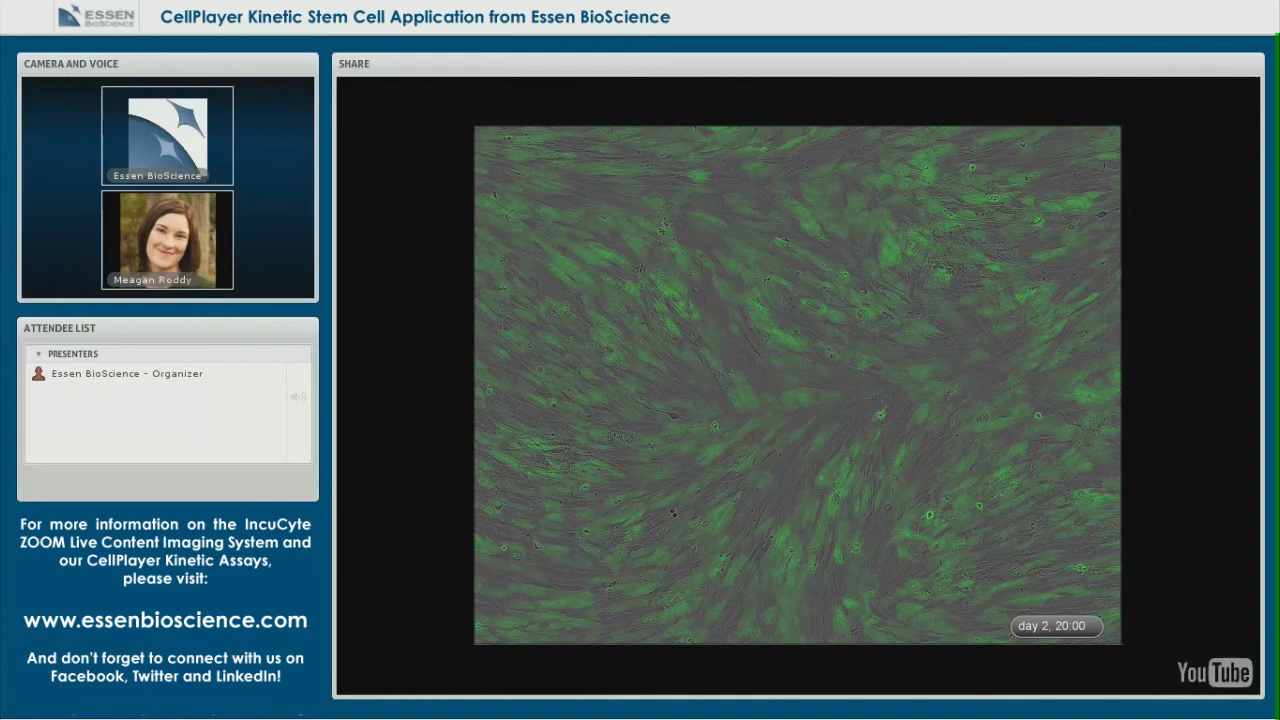 ESSEN
BIOSCIENCE
CellPlayer Kinetic Stem Cell Application from Essen BioScience
CAMERA AND VOICE
Essen BioScience
Meagan Roddy
ATTENDEE LIST
PRESENTERS
Essen BioScience - Organizer
For more information on the IncuCyte
ZOOM Live Content Imaging System and
our CellPlayer Kinetic Assays,
please visit:
www.essenbioscience.com
And don't forget to connect with us on
Facebook, Twitter and LinkedIn!
SHARE
day 2, 20:00
YouTube